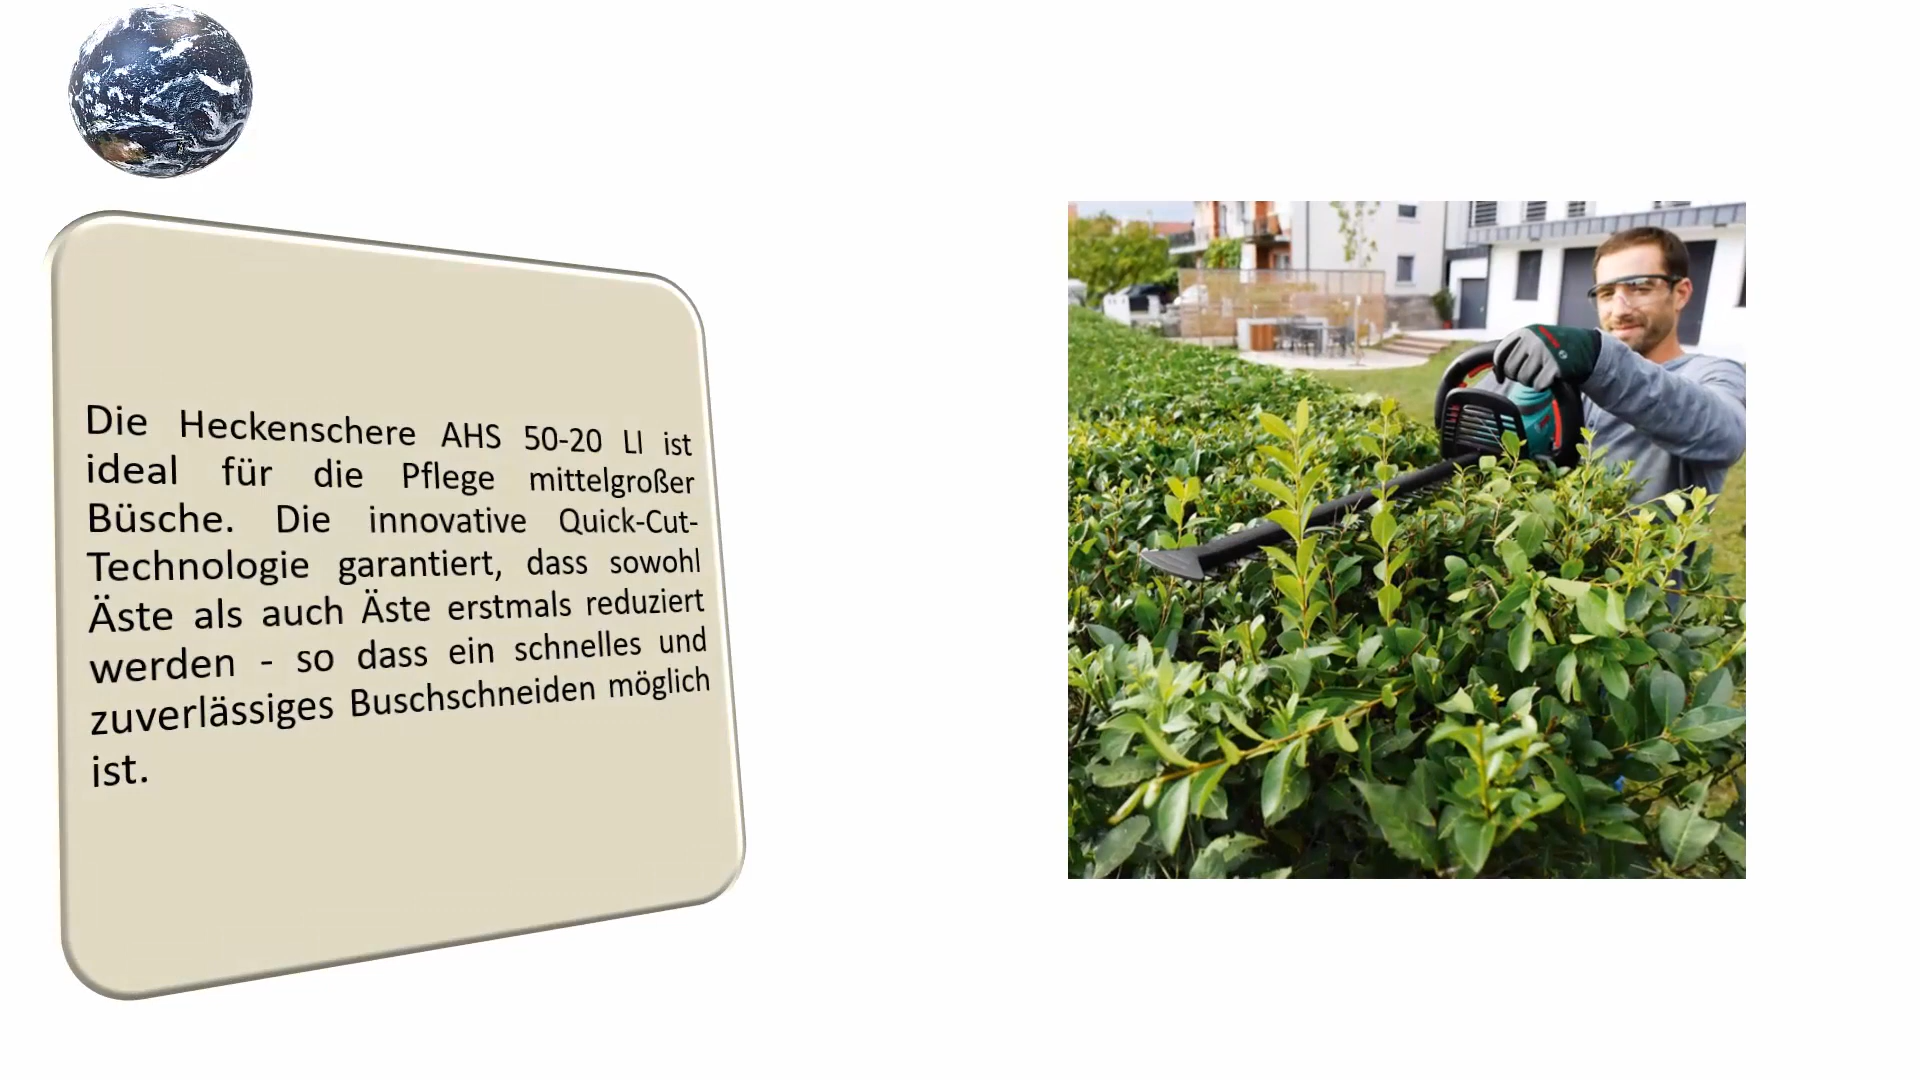 Die Heckenschere AHS 50-20 LI ist
ideal für die Pflege mittelgroßer
Büsche. Die innovative Quick-Cut-
Technologie garantiert, dass sowohl
Äste als auch Äste erstmals reduziert
werden - so dass ein schnelles und
zuverlässiges Buschschneiden möglich
ist.